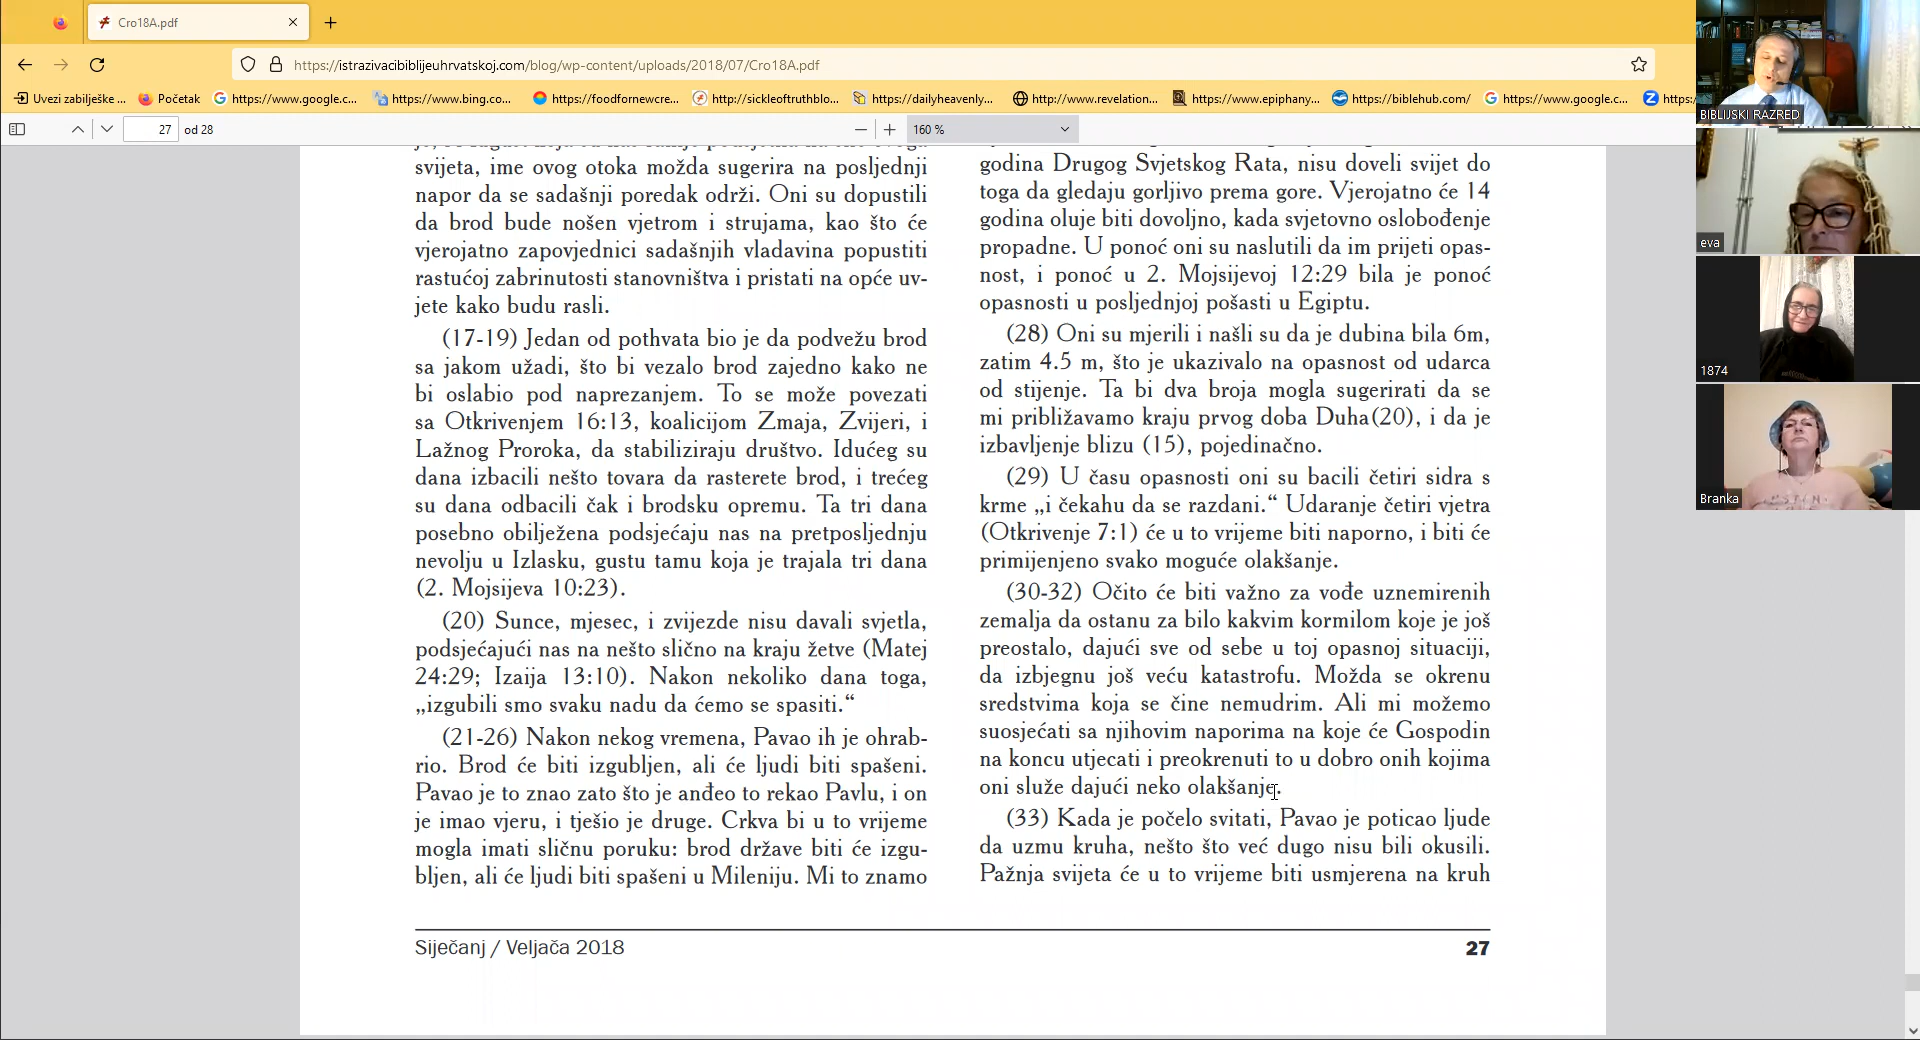 Cro18A.pdf
https://istrazivacibiblijeuhrvatskoj.com/blog/wp-content/uploads/2018/07/Cro18A.pdf
Uvezi zabilješke ... Početak https://www.google.c... https://www.bing.co... https://foodfornewcre... http://sickleoftruthblo... https://dailyheavenly... http://www.revelation... https://www.epiphany... https://biblehub.com/ https://www.google.c... https:
27 od 28
160 %
BIBLIJSKI RAZRED
eva
1874
Branka
svijeta, ime ovog otoka možda sugerira na posljednji
napor da se sadašnji poredak održi. Oni su dopustili
da brod bude nošen vjetrom i strujama, kao što će
vjerojatno zapovjednici sadašnjih vladavina popustiti
rastućoj zabrinutosti stanovništva i pristati na opće uv-
jete kako budu rasli.
(17-19) Jedan od pothvata bio je da podvežu brod
sa jakom užadi, što bi vezalo brod zajedno kako ne
bi oslabio pod naprezanjem. To se može povezati
sa Otkrivenjem 16:13, koalicijom Zmaja, Zvijeri, i
Lažnog Proroka, da stabiliziraju društvo. Idućeg su
dana izbacili nešto tovara da rasterete brod, i trećeg
su dana odbacili čak i brodsku opremu. Ta tri dana
posebno obilježena podsjećaju nas na pretposljednju
nevolju u Izlasku, gustu tamu koja je trajala tri dana
(2. Mojsijeva 10:23).
(20) Sunce, mjesec, i zvijezde nisu davali svjetla,
podsjećajući nas na nešto slično na kraju žetve (Matej
24:29; Izaija 13:10). Nakon nekoliko dana toga,
„izgubili smo svaku nadu da ćemo se spasiti.“
(21-26) Nakon nekog vremena, Pavao ih je ohrab-
rio. Brod će biti izgubljen, ali će ljudi biti spašeni.
Pavao je to znao zato što je anđeo to rekao Pavlu, i on
je imao vjeru, i tješio je druge. Crkva bi u to vrijeme
mogla imati sličnu poruku: brod države biti će izgu-
bljen, ali će ljudi biti spašeni u Mileniju. Mi to znamo
godina Drugog Svjetskog Rata, nisu doveli svijet do
toga da gledaju gorljivo prema gore. Vjerojatno će 14
godina oluje biti dovoljno, kada svjetovno oslobođenje
propadne. U ponoć oni su naslutili da im prijeti opas-
nost, i ponoć u 2. Mojsijevoj 12:29 bila je ponoć
opasnosti u posljednjoj pošasti u Egiptu.
(28) Oni su mjerili i našli su da je dubina bila 6m,
zatim 4.5 m, što je ukazivalo na opasnost od udarca
od stijenje. Ta bi dva broja mogla sugerirati da se
mi približavamo kraju prvog doba Duha(20), i da je
izbavljenje blizu (15), pojedinačno.
(29) U času opasnosti oni su bacili četiri sidra s
krme „i čekahu da se razdani.“ Udaranje četiri vjetra
(Otkrivenje 7:1) će u to vrijeme biti naporno, i biti će
primijenjeno svako moguće olakšanje.
(30-32) Očito će biti važno za vođe uznemirenih
zemalja da ostanu za bilo kakvim kormilom koje je još
preostalo, dajući sve od sebe u toj opasnoj situaciji,
da izbjegnu još veću katastrofu. Možda se okrenu
sredstvima koja se čine nemudrim. Ali mi možemo
suosjećati sa njihovim naporima na koje će Gospodin
na koncu utjecati i preokrenuti to u dobro onih kojima
oni služe dajući neko olakšanje.
(33) Kada je počelo svitati, Pavao je poticao ljude
da uzmu kruha, nešto što već dugo nisu bili okusili.
Pažnja svijeta će u to vrijeme biti usmjerena na kruh
Siječanj / Veljača 2018
27